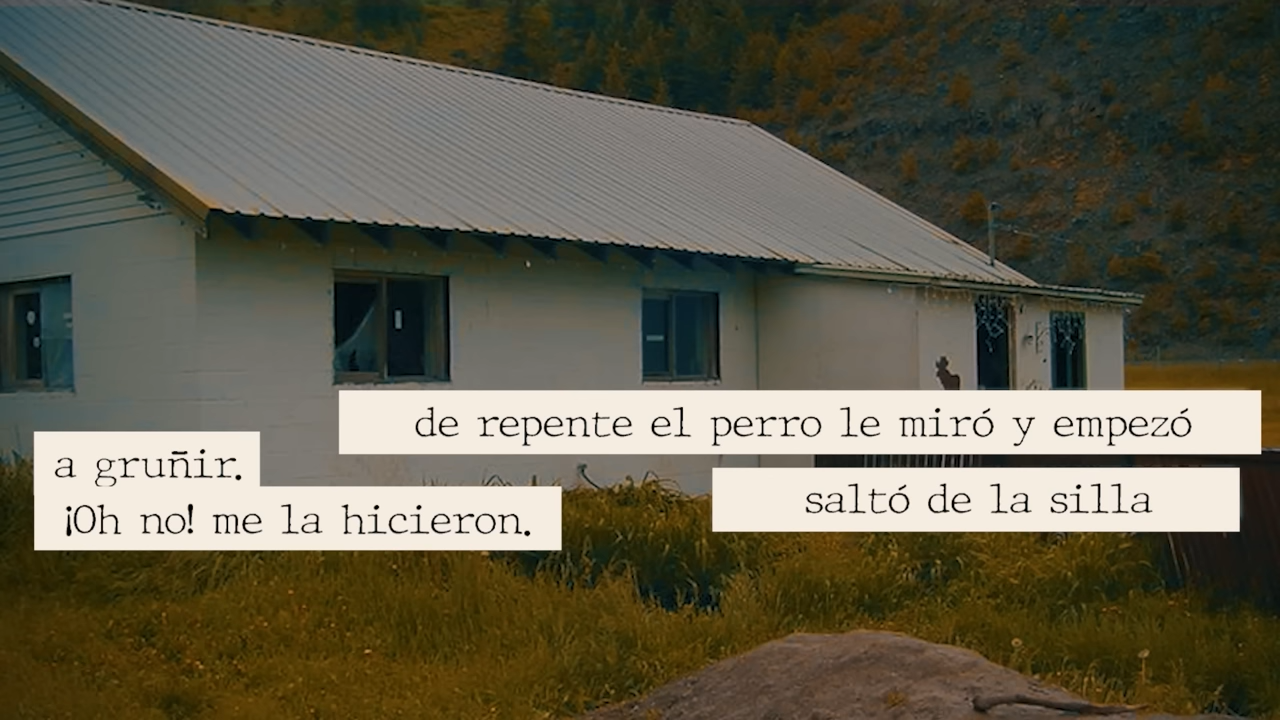 de repente el perro le miró y empezó
a gruñir.
¡Oh no! me la hicieron.
saltó de la silla